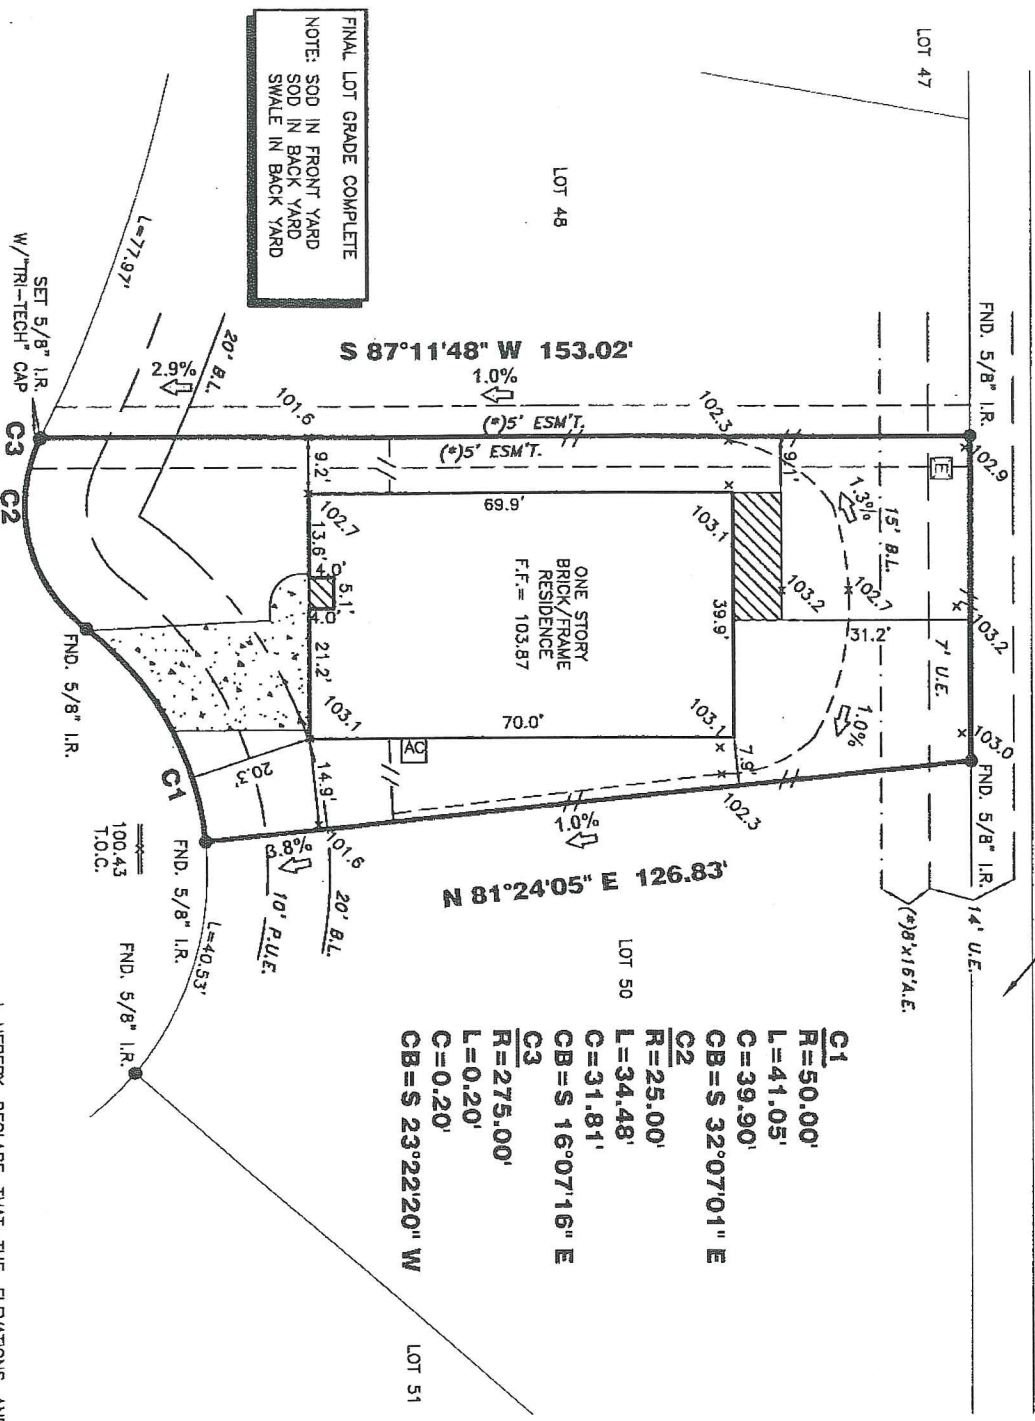 LOT 47
FND. 5/8" I.R.
LOT 48
FINAL LOT GRADE COMPLETE
NOTE: SOD IN FRONT YARD
SOD IN BACK YARD
SWALE IN BACK YARD
S 87°11'48" W 153.02'
1.0%
2.9%
20' B.L.
L=77.97'
SET 5/8" I.R.
W/"TRI-TECH" CAP
C3
C2
101.6
(*)5' ESM'T.
(*)5' ESM'T.
102.3
102.9
E
9.2'
9.1'
1.3%
15' B.L.
102.7
69.9'
103.1
13.6'
4.0'
5.1'
4.0'
ONE STORY
BRICK/FRAME
RESIDENCE
F.F.= 103.87
39.9'
103.2
102.7
103.2
31.2'
7' U.E.
21.2'
103.1
70.0'
103.1
1.0%
103.0
FND. 5/8" I.R.
AC
7.9'
102.3
FND. 5/8" I.R.
C1
20.3'
14.9'
101.6
1.0%
3.8%
N 81°24'05" E 126.83'
100.43
T.O.C.
FND. 5/8" I.R.
20' B.L.
10' P.U.E.
L=40.53'
14' U.E.
(*)8'x16'A.E.
FND. 5/8" I.R.
LOT 50
C1
R=50.00'
L=41.05'
C=39.90'
CB=S 32°07'01" E
C2
R=25.00'
L=34.48'
C=31.81'
CB=S 16°07'16" E
C3
R=275.00'
L=0.20'
C=0.20'
CB=S 23°22'20" W
LOT 51